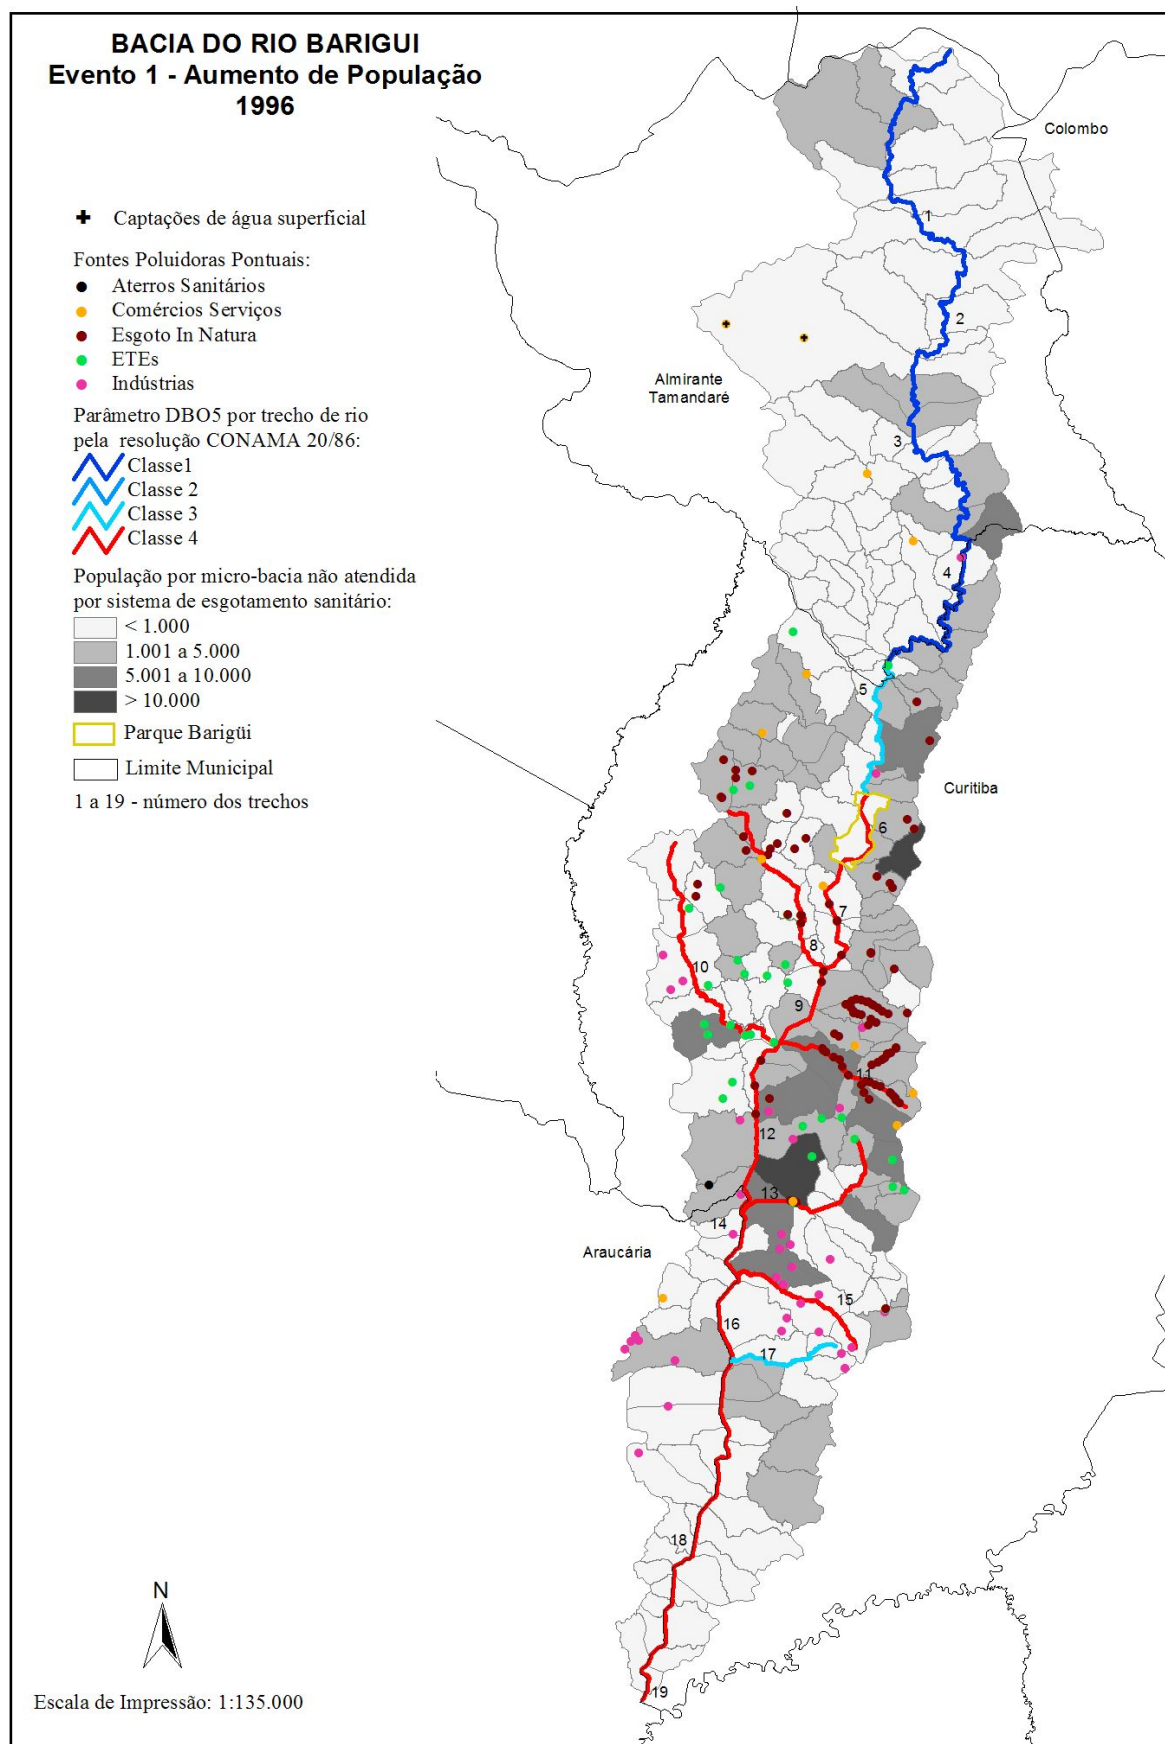 BACIA DO RIO BARIGUI
Evento 1 - Aumento de População
1996
Captações de água superficial
Fontes Poluidoras Pontuais:
Aterros Sanitários
Comércios Serviços
Esgoto In Natura
ETEs
Indústrias
Parâmetro DBO5 por trecho de rio
pela resolução CONAMA 20/86:
Classe1
Classe 2
Classe 3
Classe 4
População por micro-bacia não atendida
por sistema de esgotamento sanitário:
< 1.000
1.001 a 5.000
5.001 a 10.000
> 10.000
Parque Barigüi
Limite Municipal
1 a 19 - número dos trechos
N
Escala de Impressão: 1:135.000
Colombo
1
2
Almirante
Tamandaré
3
4
5
Curitiba
6
7
8
10
9
11
12
13
14
Araucária
15
16
17
18
19